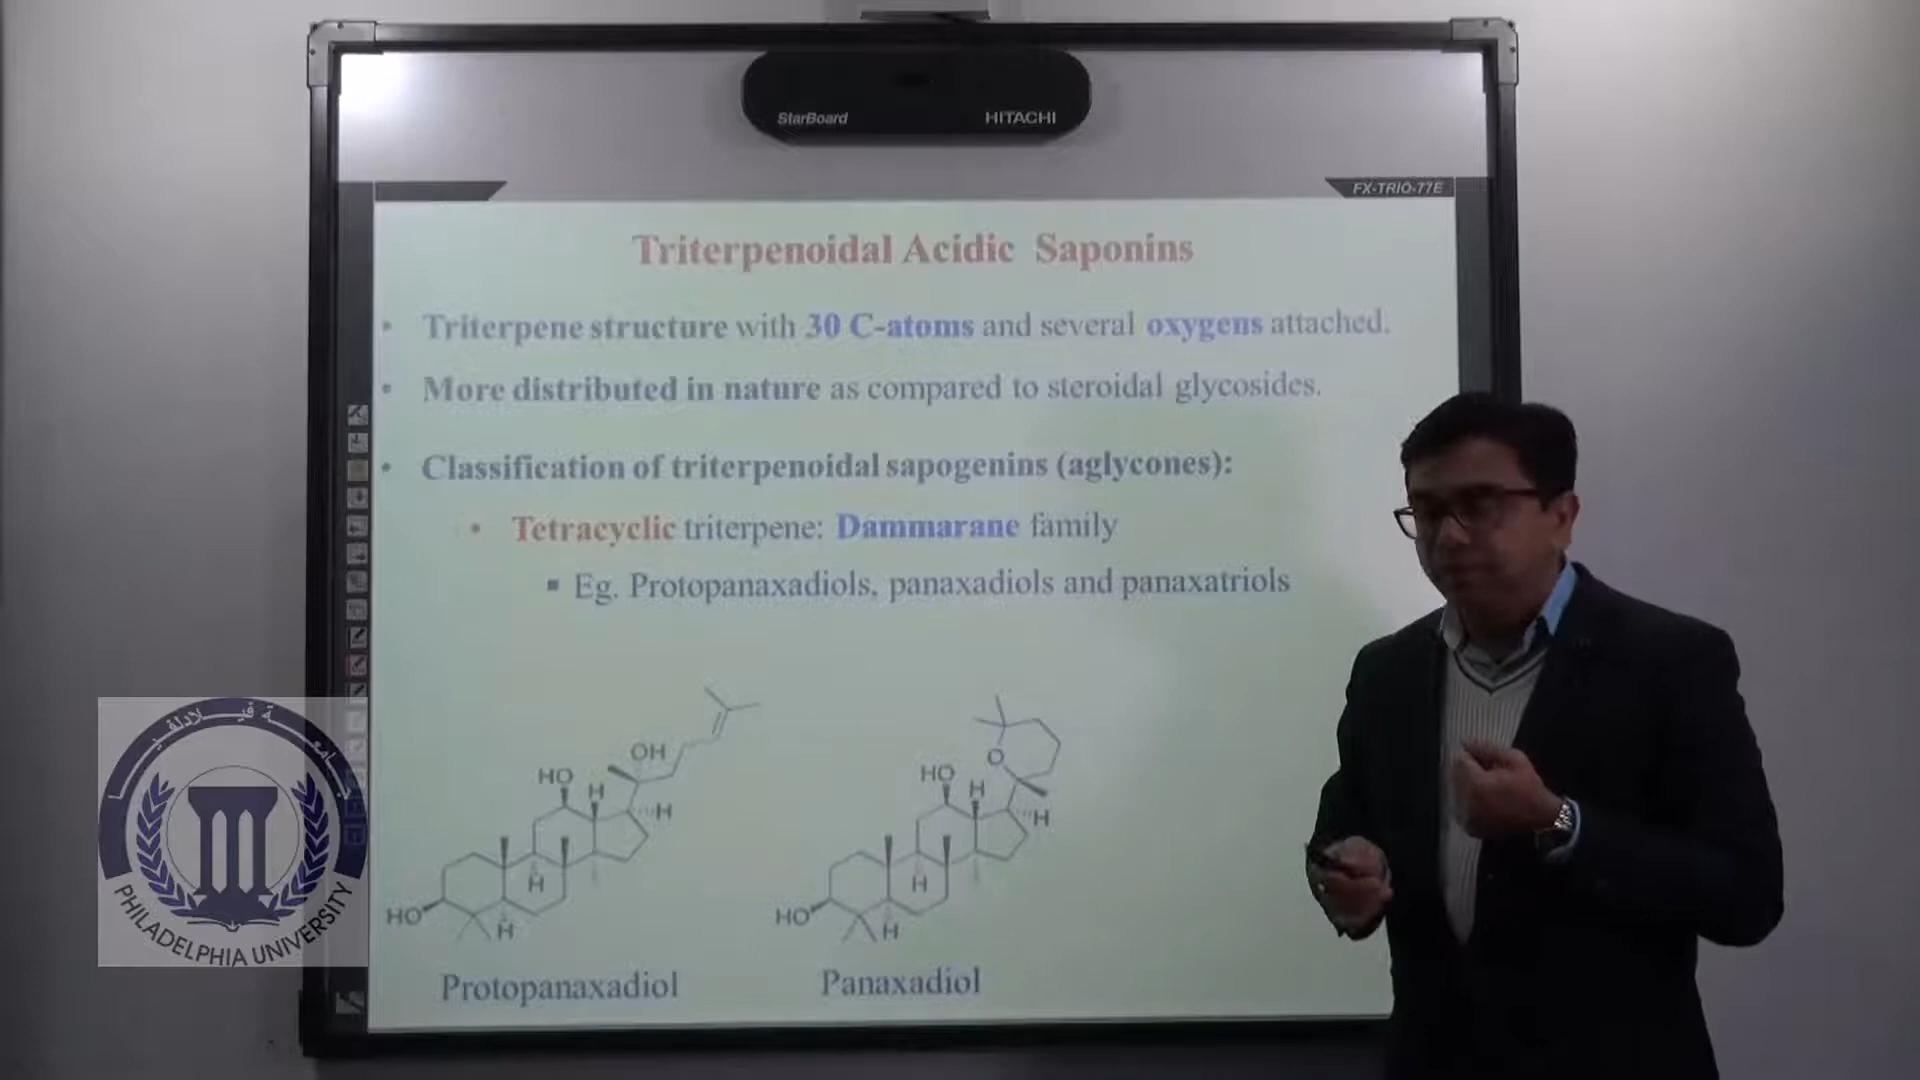 StarBoard HITACHI
FX-TRIO-77E
Triterpenoidal Acidic Saponins
• Triterpene structure with 30 C-atoms and several oxygens attached.
• More distributed in nature as compared to steroidal glycosides.
• Classification of triterpenoidal sapogenins (aglycones):
• Tetracyclic triterpene: Dammarane family
▪ Eg. Protopanaxadiols, panaxadiols and panaxatriols
OH
HO
H
H
H
HO
H
Protopanaxadiol
O
HO
H
H
H
HO
H
Panaxadiol
جامعة فيلادلفيا
PHILADELPHIA UNIVERSITY